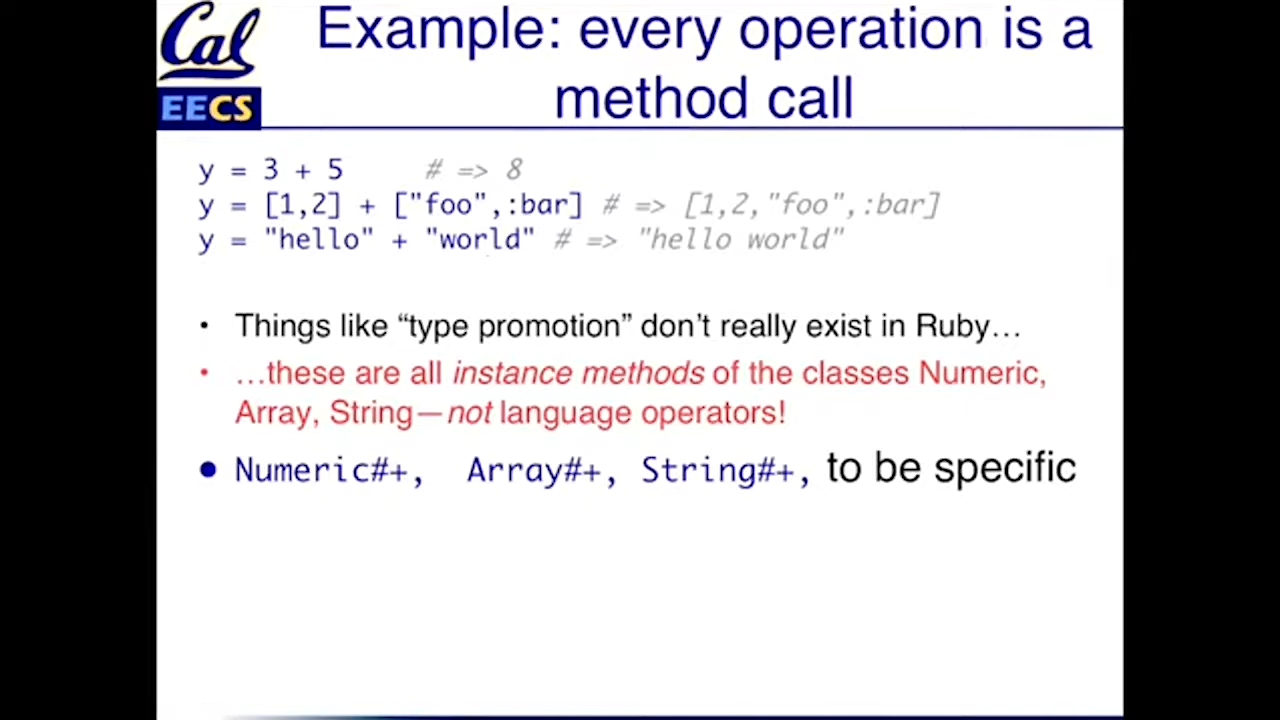 Cal
EECS
Example: every operation is a
method call
y = 3 + 5 # => 8
y = [1,2] + ["foo",:bar] # => [1,2,"foo",:bar]
y = "hello" + "world" # => "hello world"
• Things like “type promotion” don’t really exist in Ruby…
• …these are all instance methods of the classes Numeric,
Array, String—not language operators!
• Numeric#+, Array#+, String#+, to be specific